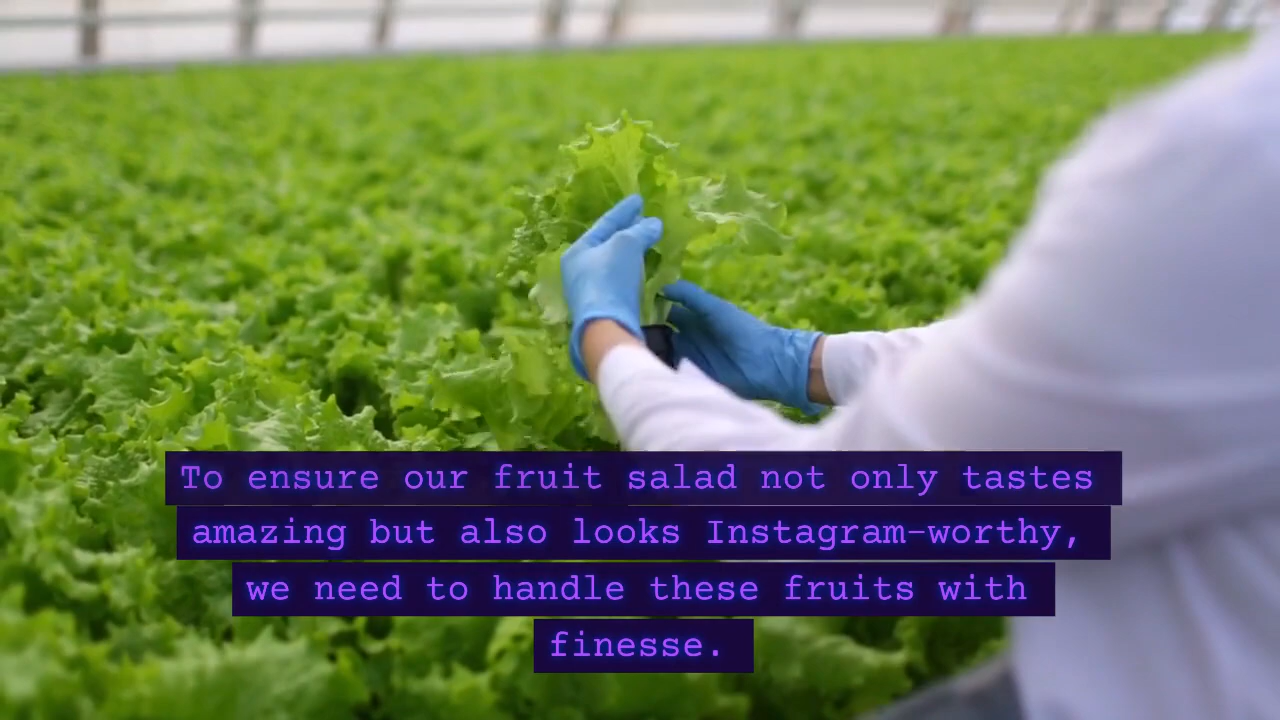 To ensure our fruit salad not only tastes
amazing but also looks Instagram-worthy,
we need to handle these fruits with
finesse.